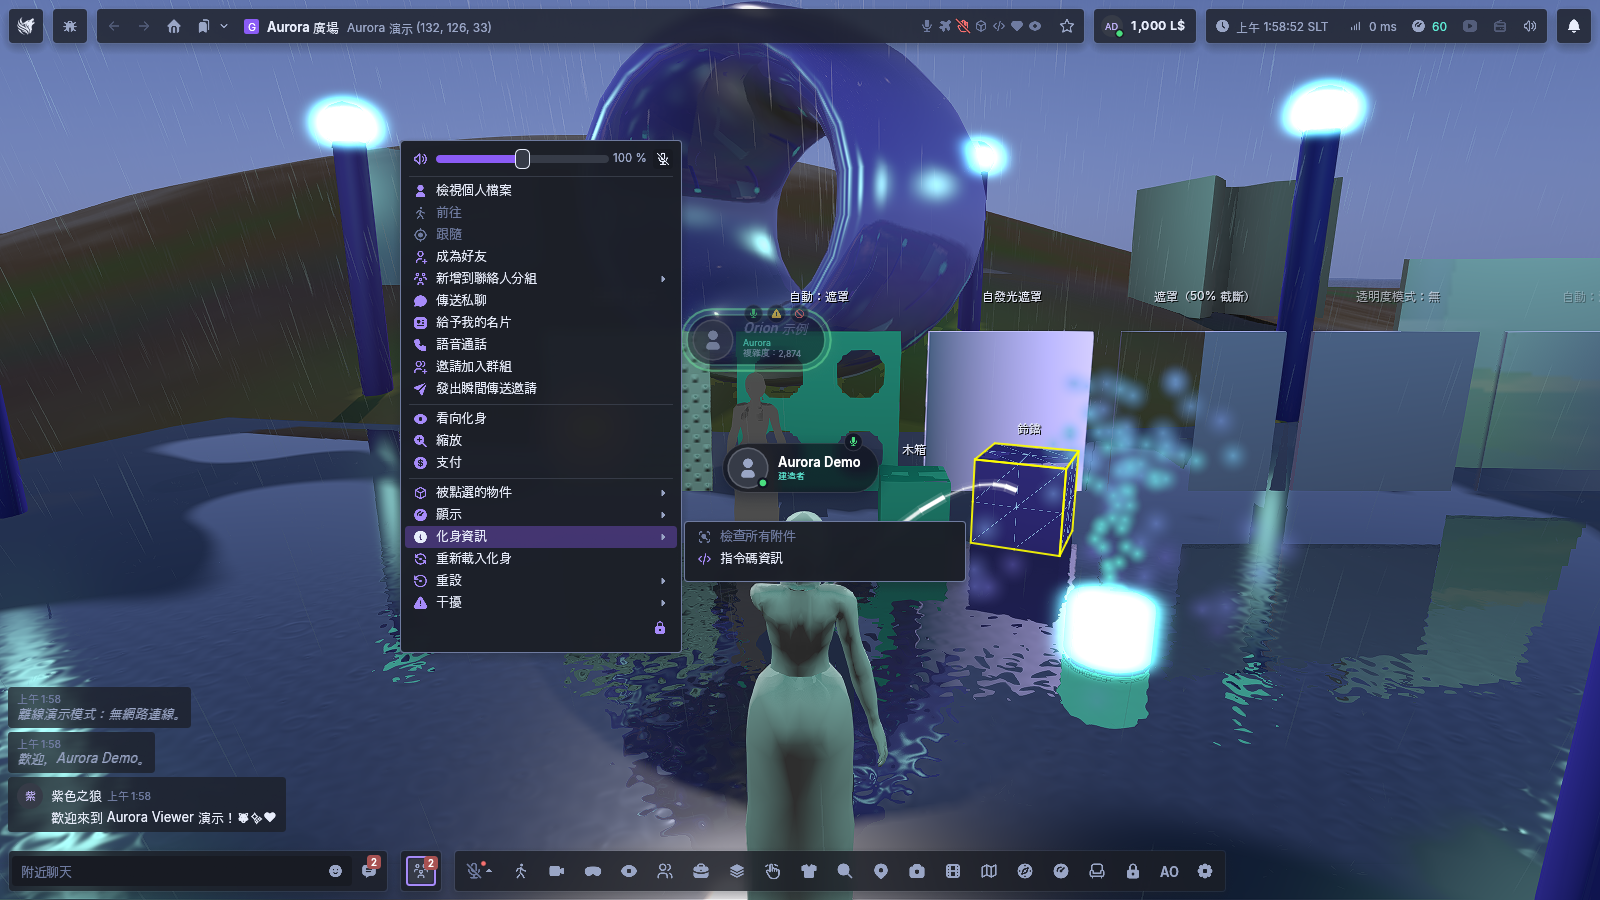 Aurora 廣場 Aurora 演示 (132, 126, 33)
AD 1,000 L$
上午 1:58:52 SLT 0 ms 60
100 %
檢視個人檔案
前往
跟隨
成為好友
新增到聯絡人分組
傳送私聊
給予我的名片
語音通話
邀請加入群組
發出瞬間傳送邀請
看向化身
縮放
支付
被點選的物件
顯示
化身資訊
重新載入化身
重設
干擾
檢查所有附件
指令碼資訊
自動：遮罩
自發光遮罩
遮罩（50% 截斷）
透明度模式：無
自動：
Orion 示例
Aurora
複雜度：2,874
鈴鐺
木箱
Aurora Demo
建造者
上午 1:58
離線演示模式：無網路連線。
上午 1:58
歡迎，Aurora Demo。
紫 紫色之狼 上午 1:58
歡迎來到 Aurora Viewer 演示！
附近聊天
2
2
AO